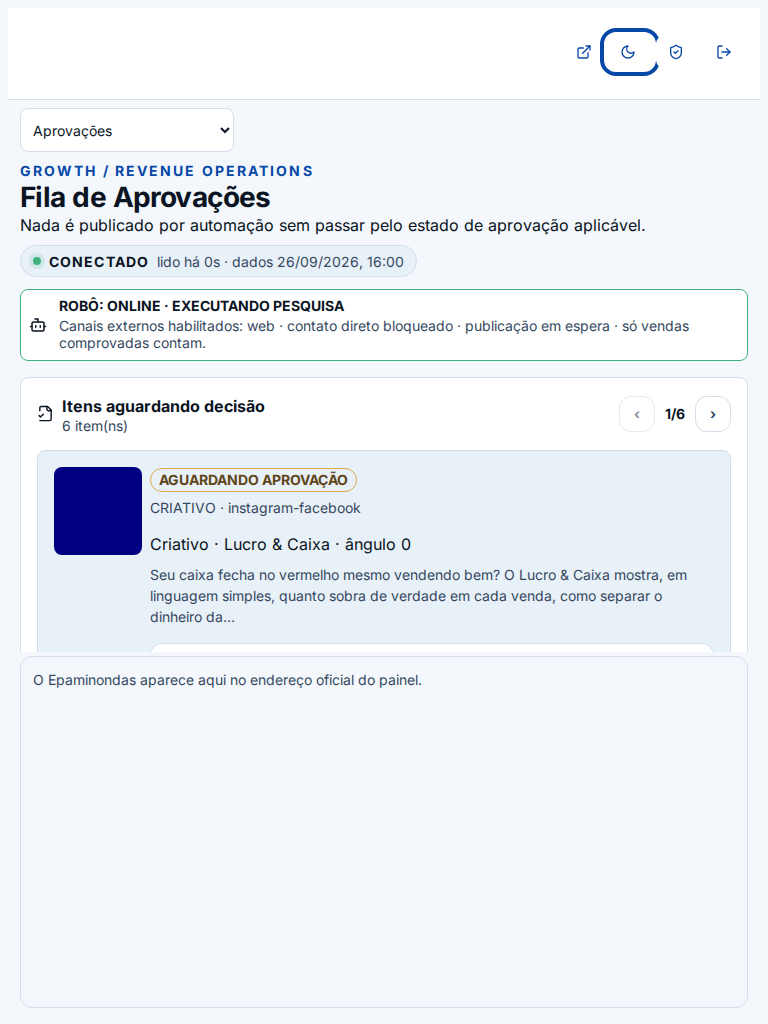 Aprovações
GROWTH / REVENUE OPERATIONS
Fila de Aprovações
Nada é publicado por automação sem passar pelo estado de aprovação aplicável.
CONECTADO lido há 0s · dados 26/09/2026, 16:00
ROBÔ: ONLINE · EXECUTANDO PESQUISA
Canais externos habilitados: web · contato direto bloqueado · publicação em espera · só vendas
comprovadas contam.
Itens aguardando decisão
6 item(ns)
‹ 1/6 ›
AGUARDANDO APROVAÇÃO
CRIATIVO · instagram-facebook
Criativo · Lucro & Caixa · ângulo 0
Seu caixa fecha no vermelho mesmo vendendo bem? O Lucro & Caixa mostra, em
linguagem simples, quanto sobra de verdade em cada venda, como separar o
dinheiro da...
O Epaminondas aparece aqui no endereço oficial do painel.